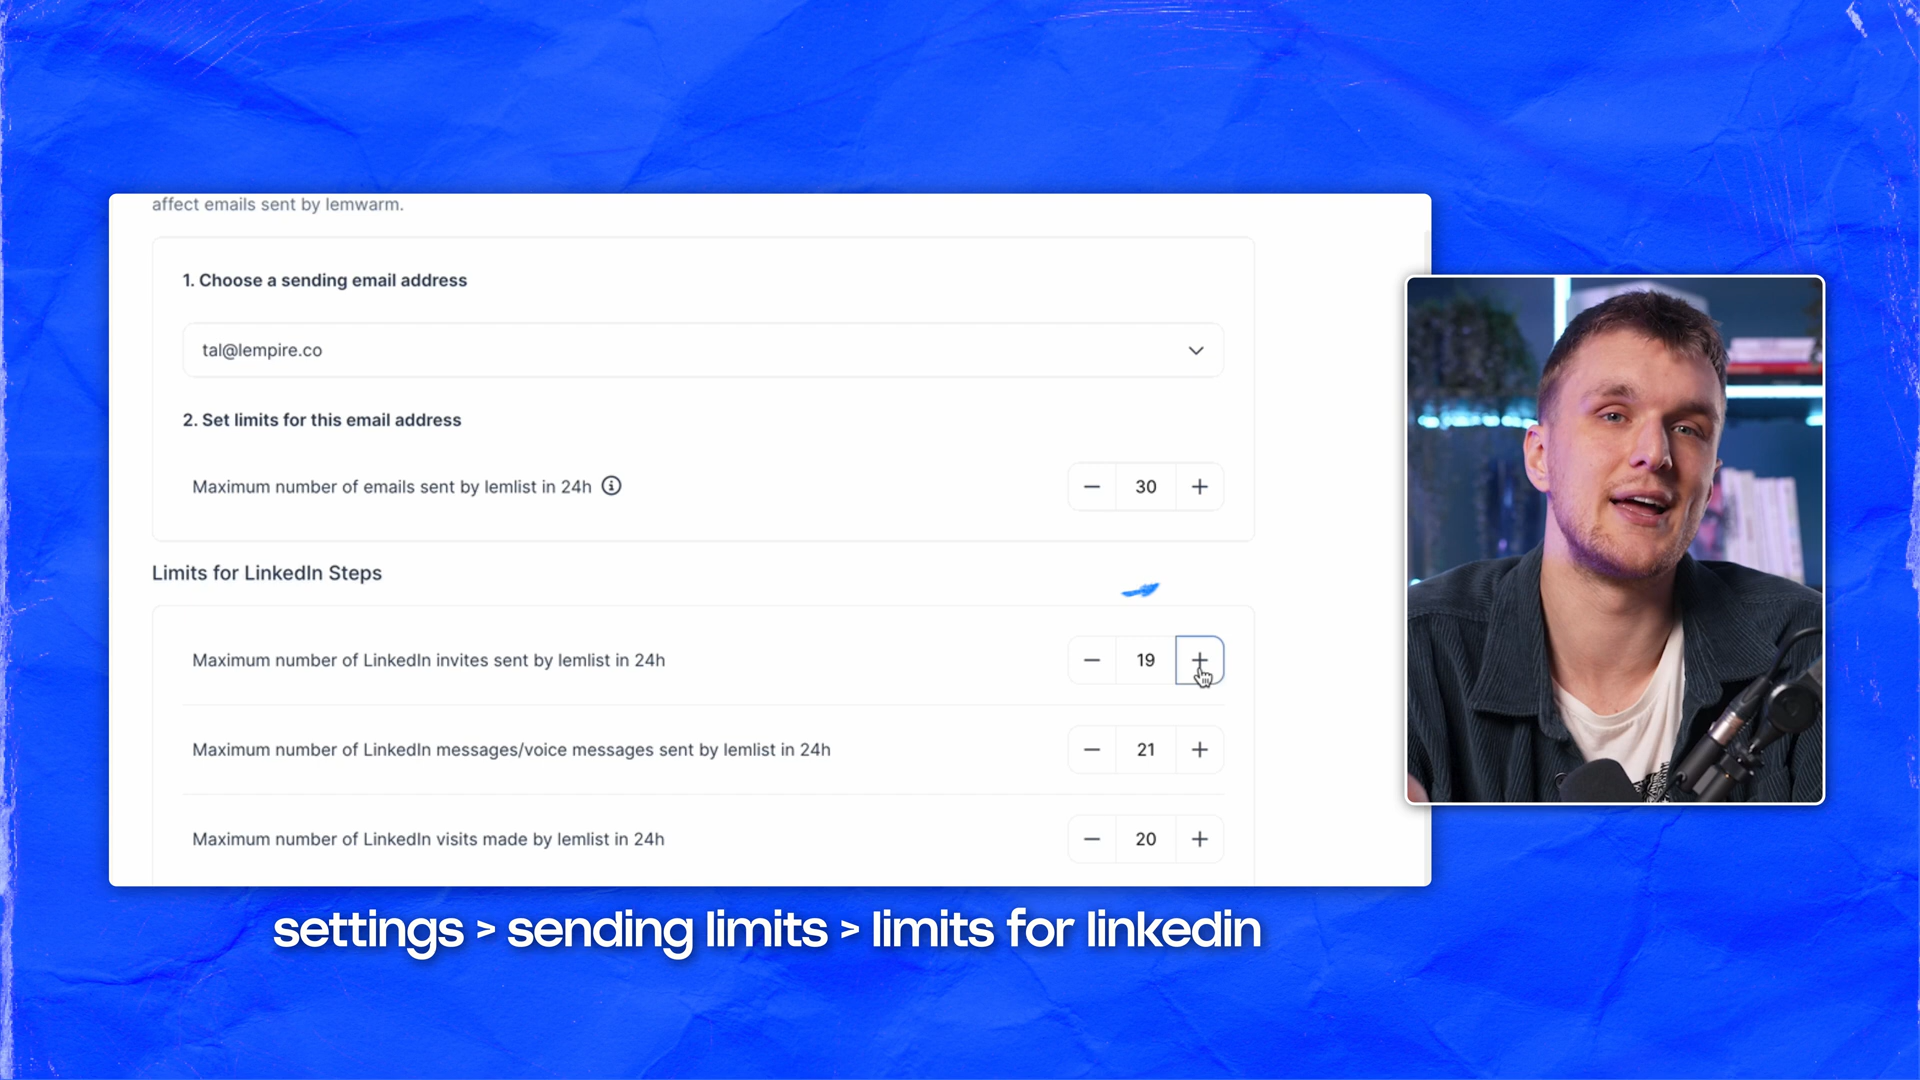 affect emails sent by lemwarm.
1. Choose a sending email address
tal@lempire.co
2. Set limits for this email address
Maximum number of emails sent by lemlist in 24h
30
Limits for LinkedIn Steps
Maximum number of LinkedIn invites sent by lemlist in 24h
19
Maximum number of LinkedIn messages/voice messages sent by lemlist in 24h
21
Maximum number of LinkedIn visits made by lemlist in 24h
20
settings > sending limits > limits for linkedin